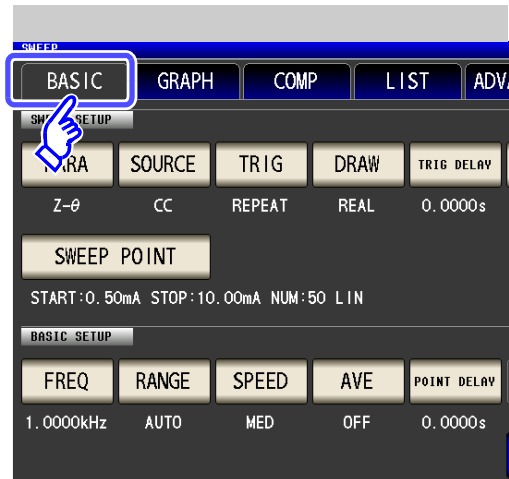 SWEEP
BASIC GRAPH COMP LIST
SETUP
SOURCE TRIG DRAW TRIG DELAY
Z-θ CC REPEAT REAL 0.0000s
SWEEP POINT
START:0.50mA STOP:10.00mA NUM:50 LIN
BASIC SETUP
FREQ RANGE SPEED AVE POINT DELAY
1.0000kHz AUTO MED OFF 0.0000s